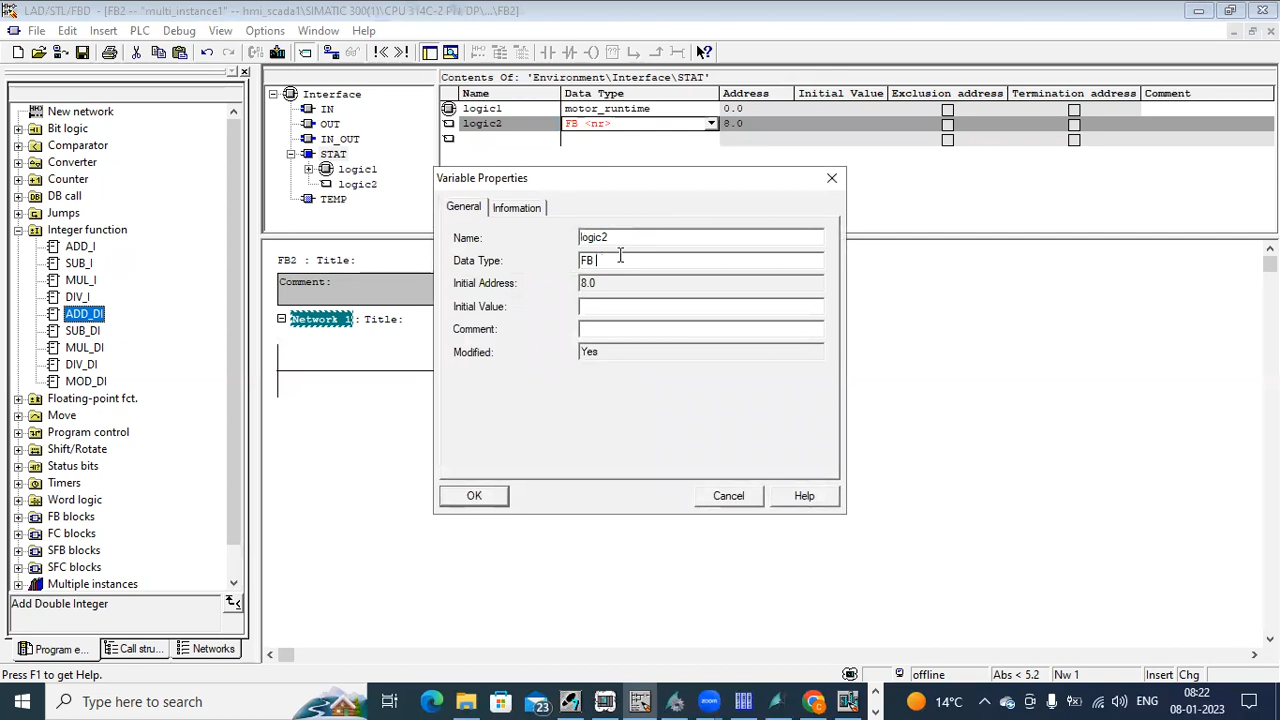 LAD/STL/FBD - [FB2 -- "multi_instance1" -- hmi_scada1\SIMATIC 300(1)\CPU 314C-2 PN/DP\...\FB2]
File Edit Insert PLC Debug View Options Window Help
New network
Bit logic
Comparator
Converter
Counter
DB call
Jumps
Integer function
ADD_I
SUB_I
MUL_I
DIV_I
ADD_DI
SUB_DI
MUL_DI
DIV_DI
MOD_DI
Floating-point fct.
Move
Program control
Shift/Rotate
Status bits
Timers
Word logic
FB blocks
FC blocks
SFB blocks
SFC blocks
Multiple instances
Add Double Integer
Program e... Call stru... Networks
Interface
IN
OUT
IN_OUT
STAT
logic1
logic2
TEMP
Contents Of: 'Environment\Interface\STAT'
Name Data Type Address Initial Value Exclusion address Termination address Comment
logic1 motor_runtime 0.0
logic2 FB <nr> 8.0
FB2 : Title:
Comment:
Network 1 : Title:
Variable Properties
General Information
Name: logic2
Data Type: FB
Initial Address: 8.0
Initial Value:
Comment:
Modified: Yes
OK Cancel Help
Press F1 to get Help. offline Abs < 5.2 Nw 1 Insert Chg
Type here to search 23 14°C ENG 08:22
08-01-2023